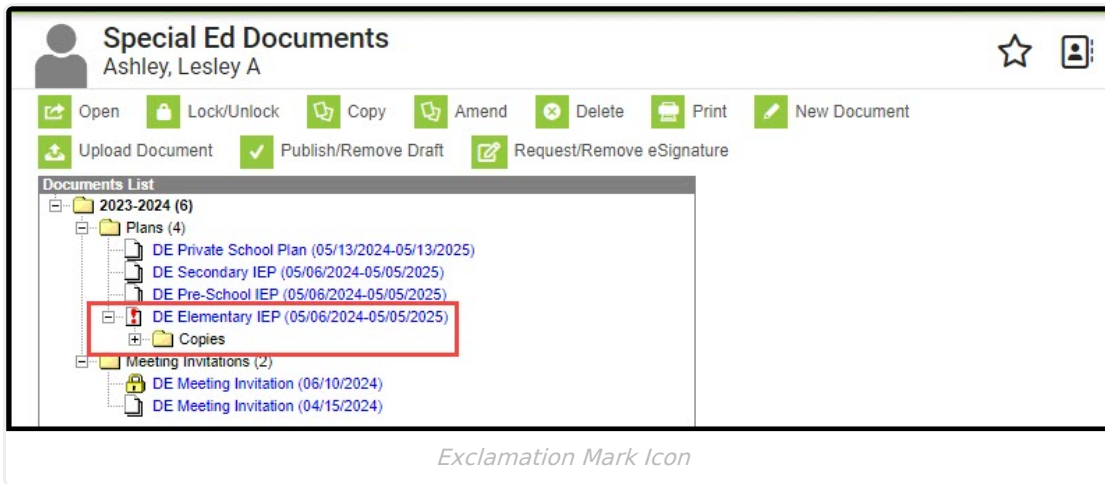 Special Ed Documents
Ashley, Lesley A
Open Lock/Unlock Copy Amend Delete Print New Document
Upload Document Publish/Remove Draft Request/Remove eSignature
Documents List
2023-2024 (6)
Plans (4)
DE Private School Plan (05/13/2024-05/13/2025)
DE Secondary IEP (05/06/2024-05/05/2025)
DE Pre-School IEP (05/06/2024-05/05/2025)
DE Elementary IEP (05/06/2024-05/05/2025)
Copies
Meeting Invitations (2)
DE Meeting Invitation (06/10/2024)
DE Meeting Invitation (04/15/2024)
Exclamation Mark Icon